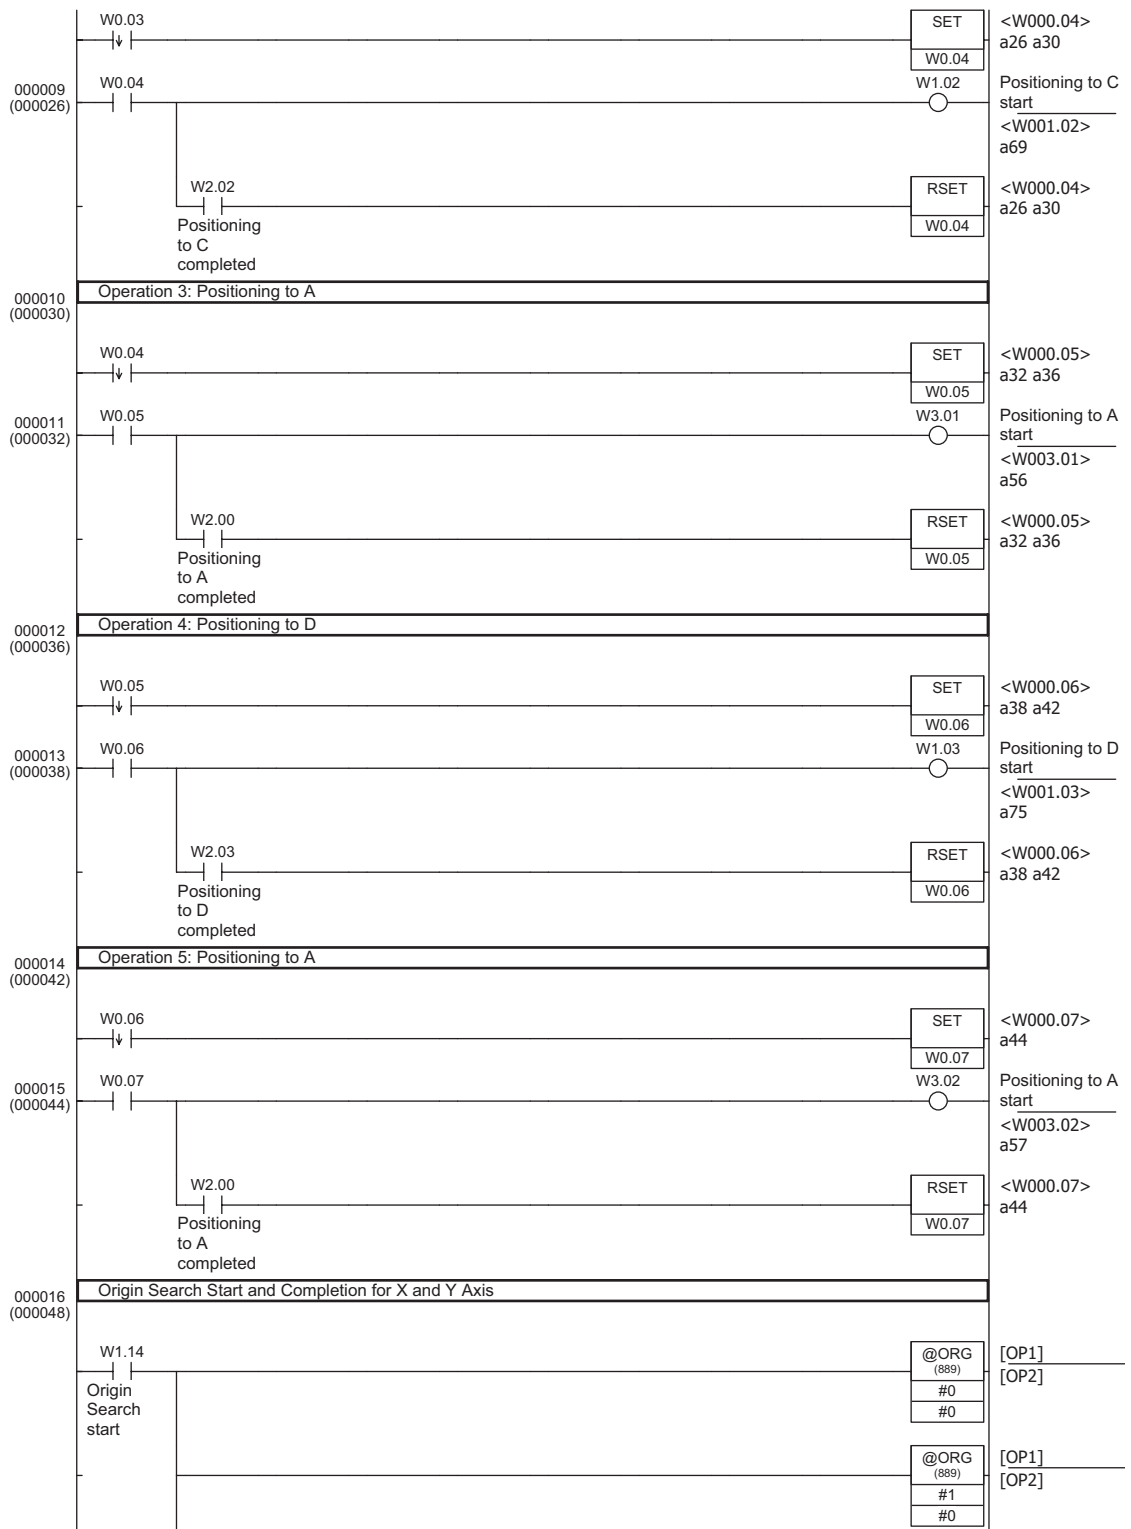 W0.03
SET
W0.04
<W000.04>
a26 a30
000009
(000026)
W0.04
W1.02
Positioning to C
start
<W001.02>
a69
W2.02
Positioning
to C
completed
RSET
W0.04
<W000.04>
a26 a30
000010
(000030)
Operation 3: Positioning to A
W0.04
SET
W0.05
<W000.05>
a32 a36
000011
(000032)
W0.05
W3.01
Positioning to A
start
<W003.01>
a56
W2.00
Positioning
to A
completed
RSET
W0.05
<W000.05>
a32 a36
000012
(000036)
Operation 4: Positioning to D
W0.05
SET
W0.06
<W000.06>
a38 a42
000013
(000038)
W0.06
W1.03
Positioning to D
start
<W001.03>
a75
W2.03
Positioning
to D
completed
RSET
W0.06
<W000.06>
a38 a42
000014
(000042)
Operation 5: Positioning to A
W0.06
SET
W0.07
<W000.07>
a44
000015
(000044)
W0.07
W3.02
Positioning to A
start
<W003.02>
a57
W2.00
Positioning
to A
completed
RSET
W0.07
<W000.07>
a44
000016
(000048)
Origin Search Start and Completion for X and Y Axis
W1.14
Origin
Search
start
@ORG
(889)
#0
#0
[OP1]
[OP2]
@ORG
(889)
#1
#0
[OP1]
[OP2]